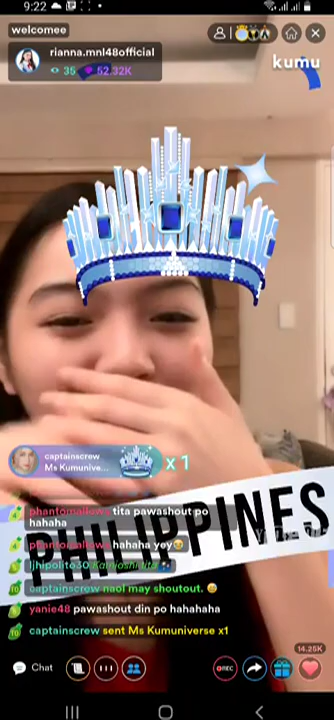 9:22
welcomee
rianna.mnl48official
35 52.32K
kumu
captainscrew
Ms Kumunive... x 1
PHILIPPINES
phantomallows tita pawashout po
hahaha
phantomallows hahaha yey
ljhipolito30
captainscrew naol may shoutout.
yanie48 pawashout din po hahahaha
captainscrew sent Ms Kumuniverse x1
14.25K
Chat
REC